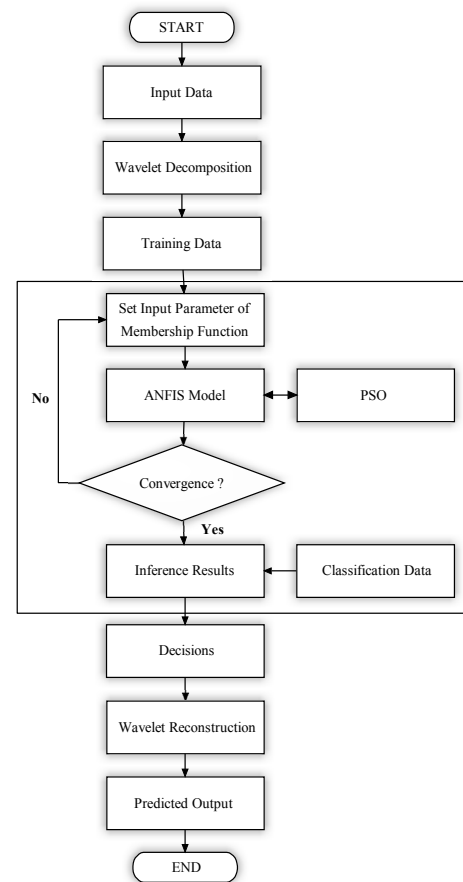 START
Input Data
Wavelet Decomposition
Training Data
Set Input Parameter of
Membership Function
ANFIS Model
PSO
No
Convergence ?
Yes
Inference Results
Classification Data
Decisions
Wavelet Reconstruction
Predicted Output
END